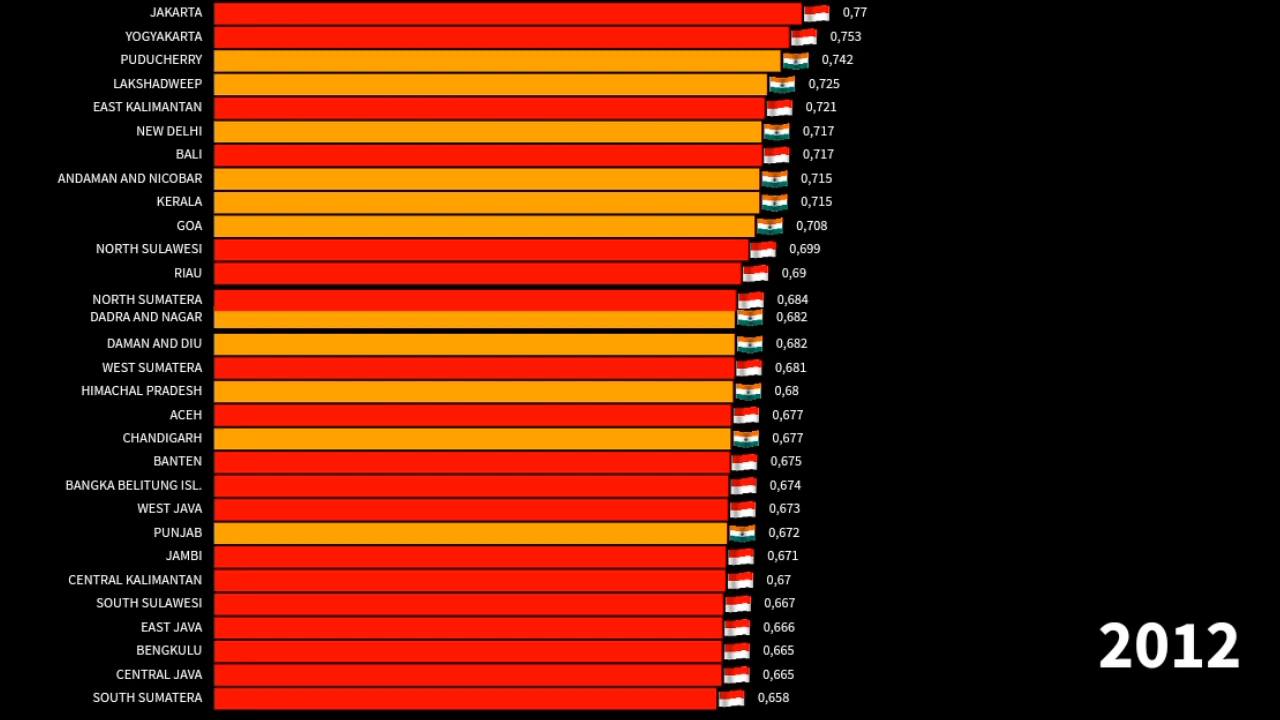 JAKARTA 0,77
YOGYAKARTA 0,753
PUDUCHERRY 0,742
LAKSHADWEEP 0,725
EAST KALIMANTAN 0,721
NEW DELHI 0,717
BALI 0,717
ANDAMAN AND NICOBAR 0,715
KERALA 0,715
GOA 0,708
NORTH SULAWESI 0,699
RIAU 0,69
NORTH SUMATERA 0,684
DADRA AND NAGAR 0,682
DAMAN AND DIU 0,682
WEST SUMATERA 0,681
HIMACHAL PRADESH 0,68
ACEH 0,677
CHANDIGARH 0,677
BANTEN 0,675
BANGKA BELITUNG ISL. 0,674
WEST JAVA 0,673
PUNJAB 0,672
JAMBI 0,671
CENTRAL KALIMANTAN 0,67
SOUTH SULAWESI 0,667
EAST JAVA 0,666
BENGKULU 0,665
CENTRAL JAVA 0,665
SOUTH SUMATERA 0,658
2012